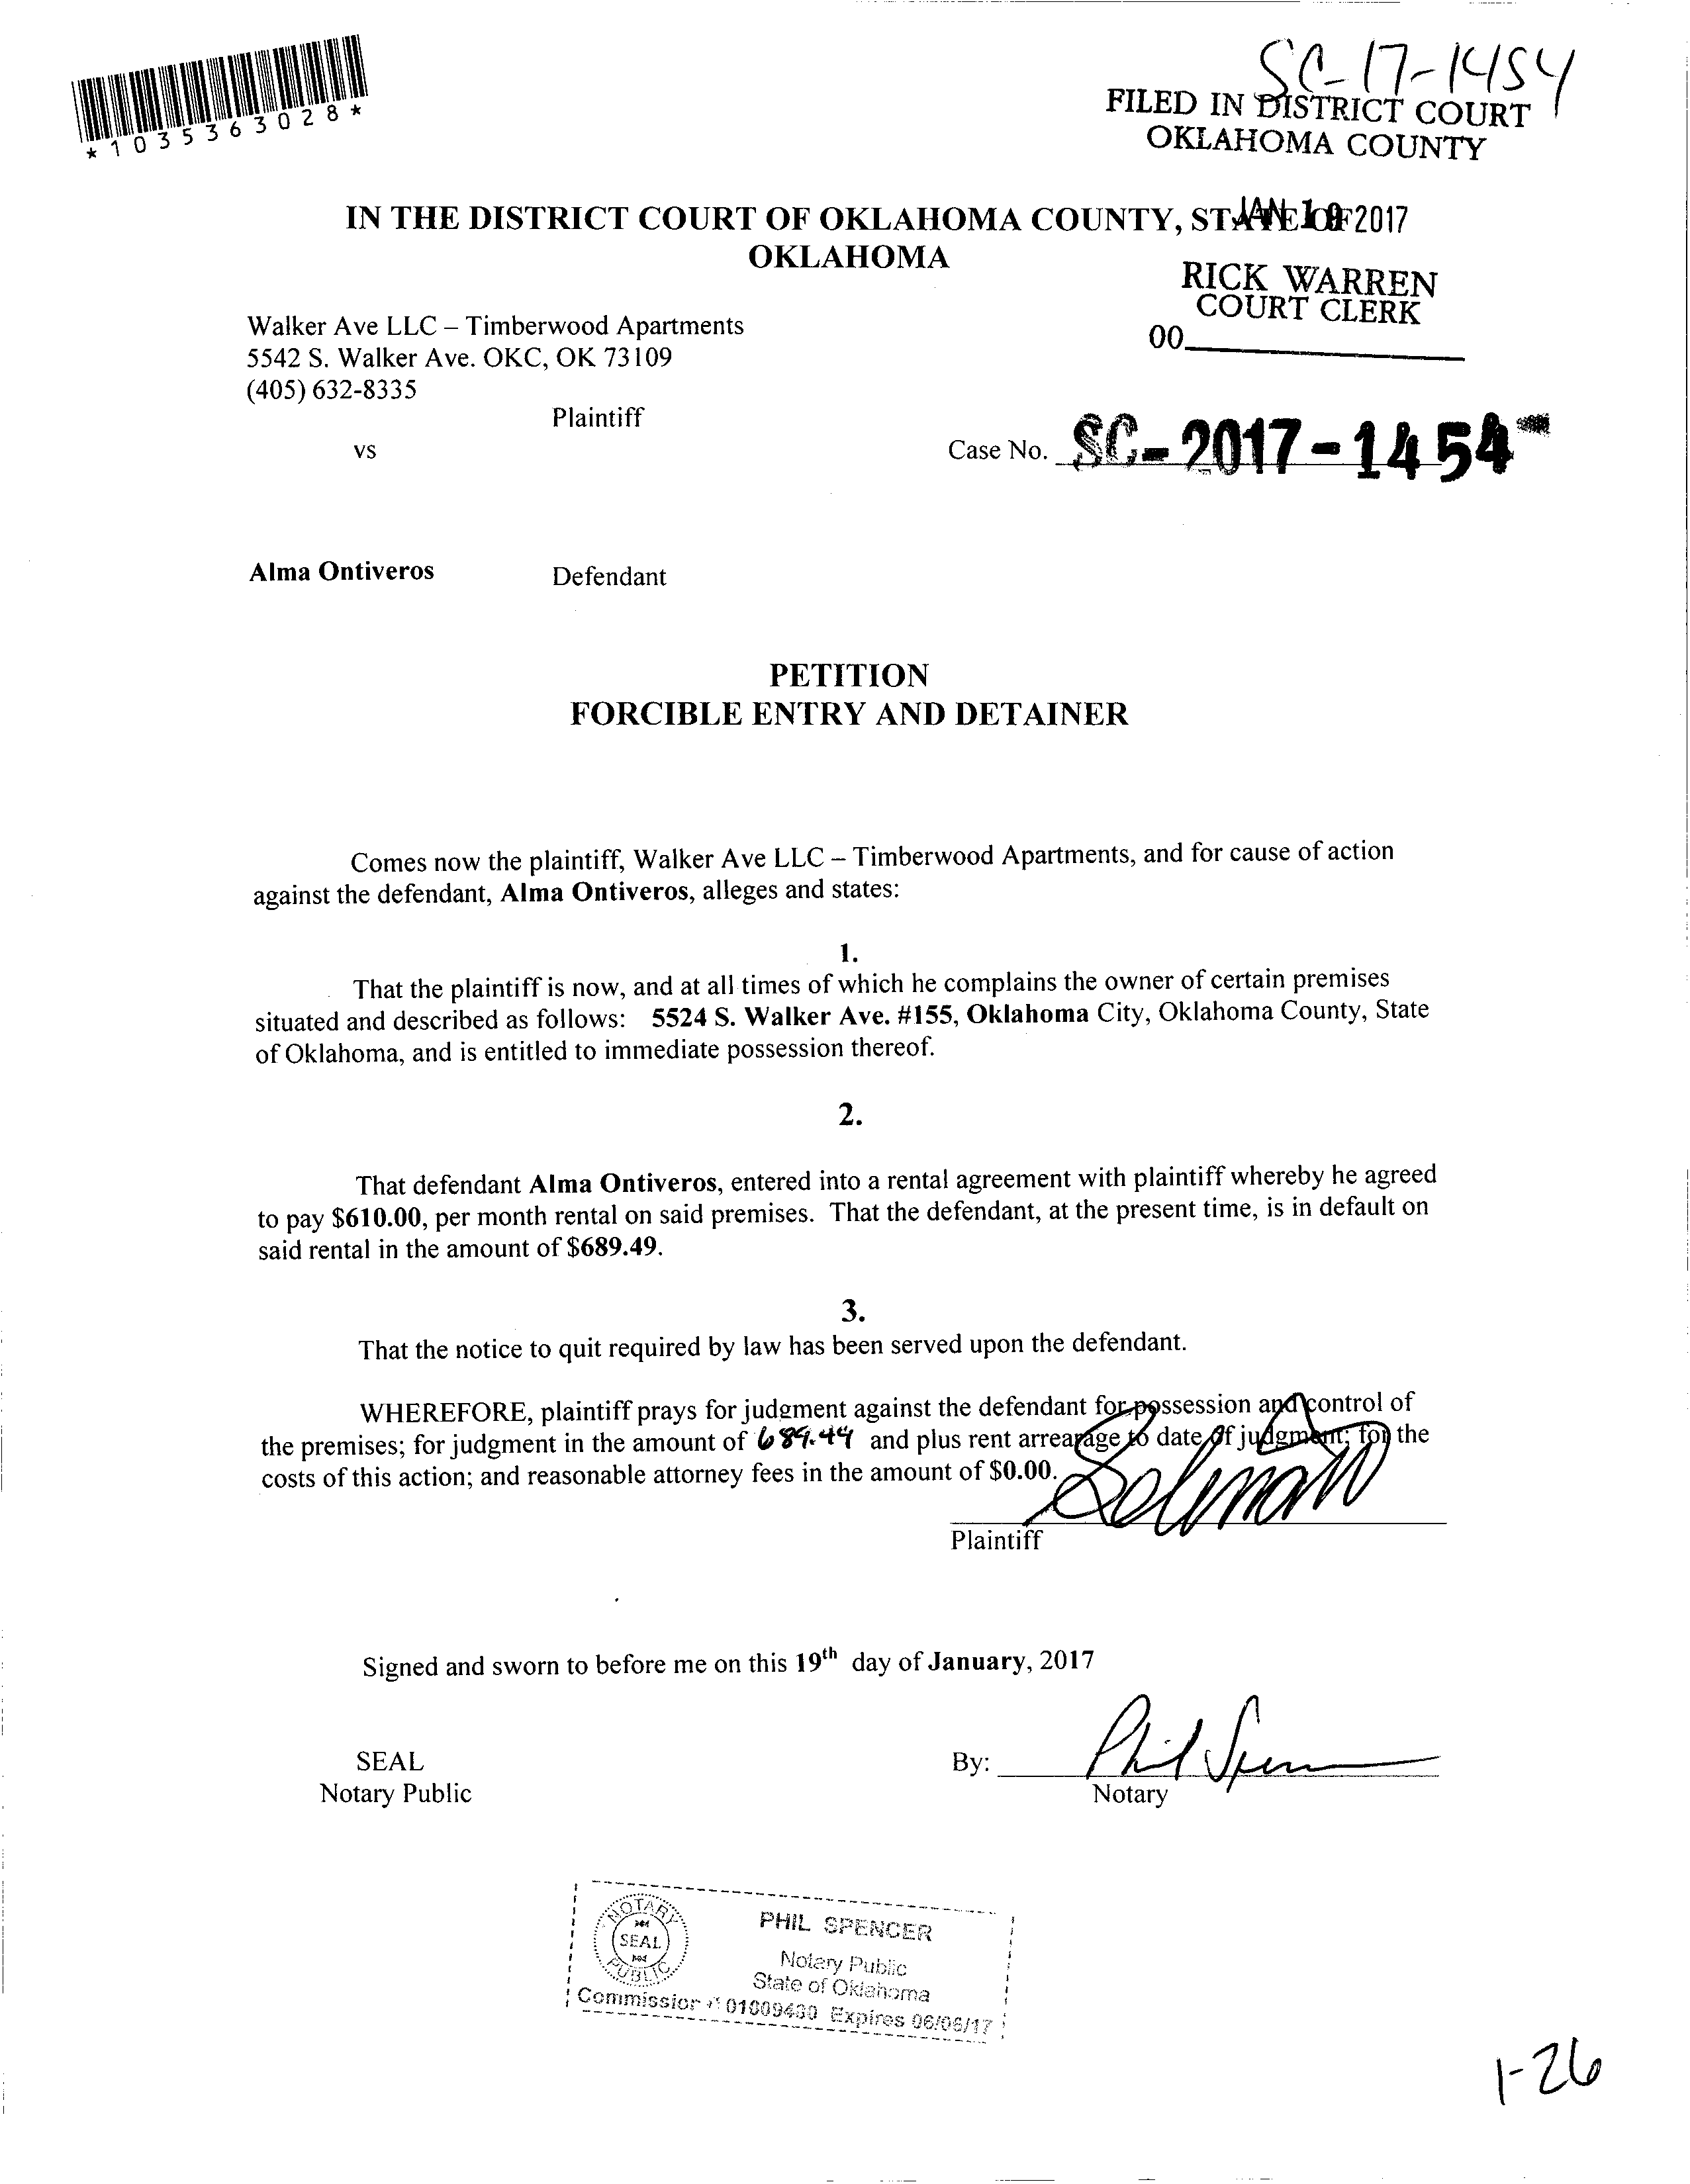 SC-17-1454
FILED IN DISTRICT COURT
OKLAHOMA COUNTY
*1035363028*
IN THE DISTRICT COURT OF OKLAHOMA COUNTY, STATE OF
JAN 19 2017
OKLAHOMA
RICK WARREN
COURT CLERK
00
Walker Ave LLC – Timberwood Apartments
5542 S. Walker Ave. OKC, OK 73109
(405) 632-8335
Plaintiff
vs
Case No. SC-2017-1454
Alma Ontiveros Defendant
PETITION
FORCIBLE ENTRY AND DETAINER
Comes now the plaintiff, Walker Ave LLC – Timberwood Apartments, and for cause of action
against the defendant, Alma Ontiveros, alleges and states:
1.
That the plaintiff is now, and at all times of which he complains the owner of certain premises
situated and described as follows: 5524 S. Walker Ave. #155, Oklahoma City, Oklahoma County, State
of Oklahoma, and is entitled to immediate possession thereof.
2.
That defendant Alma Ontiveros, entered into a rental agreement with plaintiff whereby he agreed
to pay $610.00, per month rental on said premises. That the defendant, at the present time, is in default on
said rental in the amount of $689.49.
3.
That the notice to quit required by law has been served upon the defendant.
WHEREFORE, plaintiff prays for judgment against the defendant for possession and control of
the premises; for judgment in the amount of 689.49 and plus rent arrearage to date of judgment; for the
costs of this action; and reasonable attorney fees in the amount of $0.00.
Plaintiff
Signed and sworn to before me on this 19th day of January, 2017
SEAL
Notary Public
By: Phil Spencer
Notary
NOTARY
SEAL
PUBLIC
PHIL SPENCER
Notary Public
State of Oklahoma
Commission # 01009430 Expires 06/06/17
1-26